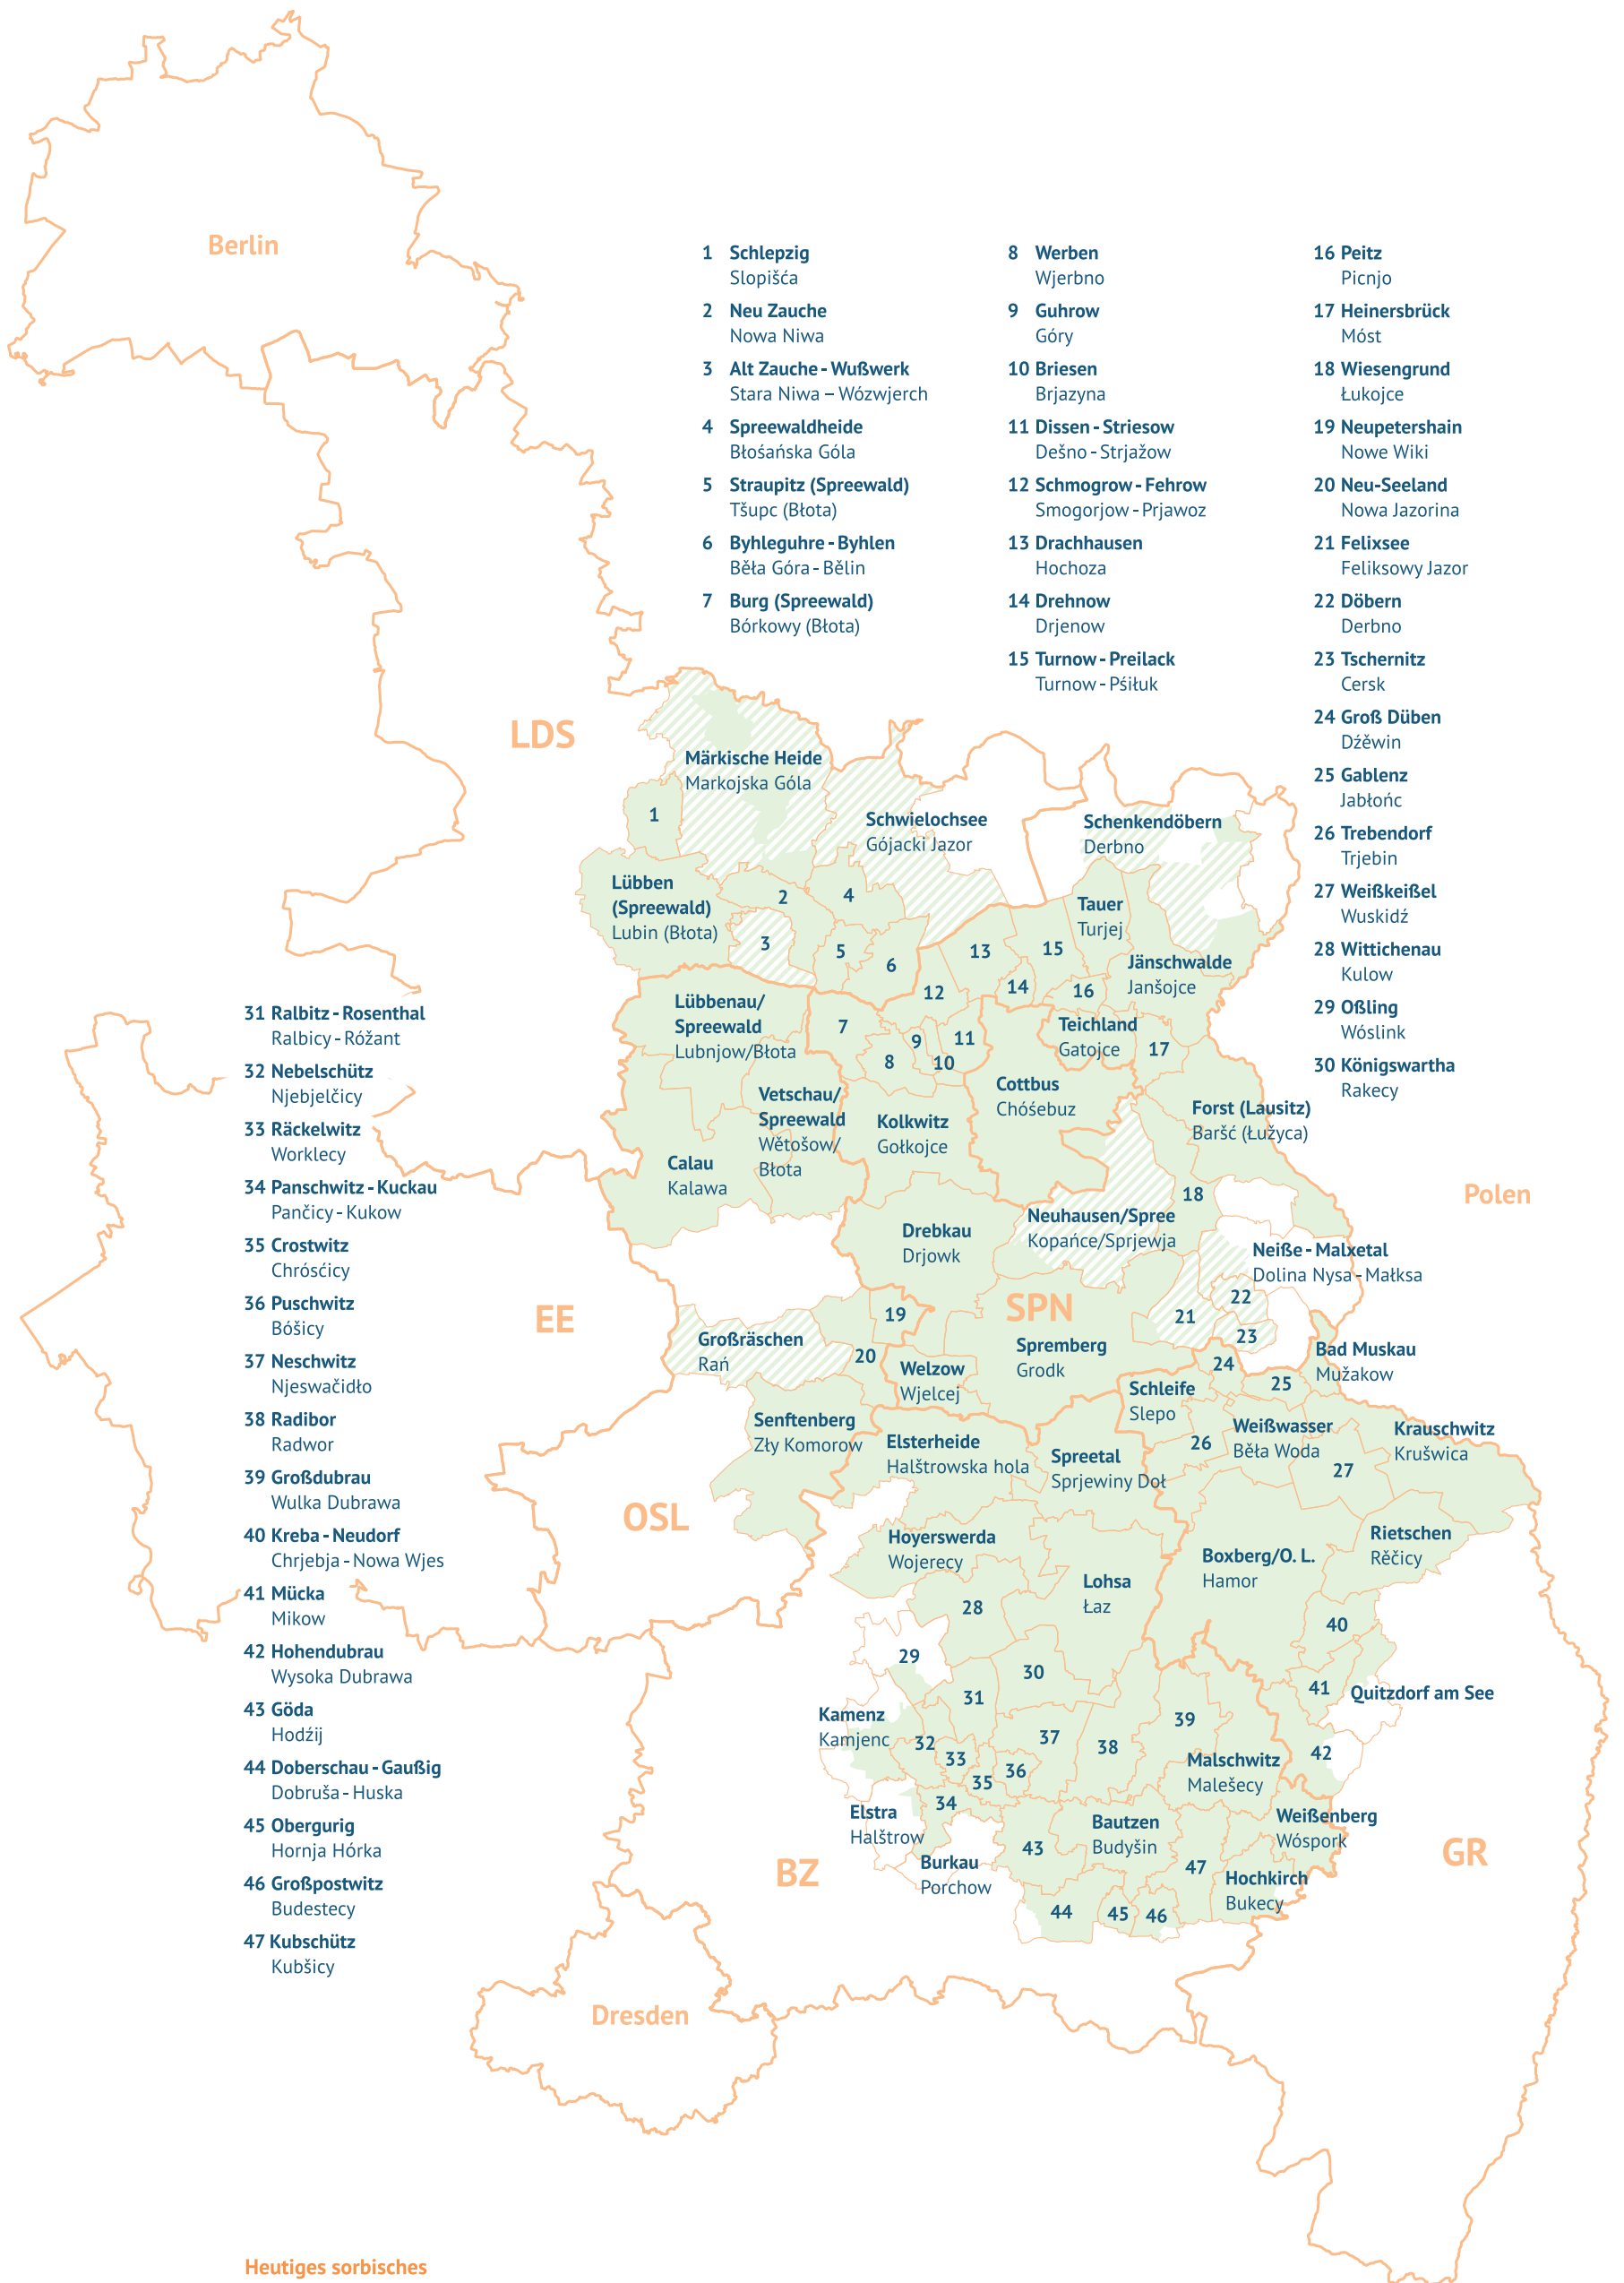 Berlin
1 Schlepzig
Slopišća
2 Neu Zauche
Nowa Niwa
3 Alt Zauche - Wußwerk
Stara Niwa – Wózwjerch
4 Spreewaldheide
Błośańska Góla
5 Straupitz (Spreewald)
Tšupc (Błota)
6 Byhleguhre - Byhlen
Běła Góra - Bělin
7 Burg (Spreewald)
Bórkowy (Błota)
8 Werben
Wjerbno
9 Guhrow
Góry
10 Briesen
Brjazyna
11 Dissen - Striesow
Dešno - Strjažow
12 Schmogrow - Fehrow
Smogorjow - Prjawoz
13 Drachhausen
Hochoza
14 Drehnow
Drjenow
15 Turnow - Preilack
Turnow - Pśiłuk
16 Peitz
Picnjo
17 Heinersbrück
Móst
18 Wiesengrund
Łukojce
19 Neupetershain
Nowe Wiki
20 Neu-Seeland
Nowa Jazorina
21 Felixsee
Feliksowy Jazor
22 Döbern
Derbno
23 Tschernitz
Cersk
24 Groß Düben
Dźěwin
25 Gablenz
Jabłońc
26 Trebendorf
Trjebin
27 Weißkeißel
Wuskidź
28 Wittichenau
Kulow
29 Oßling
Wóslink
30 Königswartha
Rakecy
31 Ralbitz - Rosenthal
Ralbicy - Róžant
32 Nebelschütz
Njebjelčicy
33 Räckelwitz
Worklecy
34 Panschwitz - Kuckau
Pančicy - Kukow
35 Crostwitz
Chrósćicy
36 Puschwitz
Bóšicy
37 Neschwitz
Njeswačidło
38 Radibor
Radwor
39 Großdubrau
Wulka Dubrawa
40 Kreba - Neudorf
Chrjebja - Nowa Wjes
41 Mücka
Mikow
42 Hohendubrau
Wysoka Dubrawa
43 Göda
Hodźij
44 Doberschau - Gaußig
Dobruša - Huska
45 Obergurig
Hornja Hórka
46 Großpostwitz
Budestecy
47 Kubschütz
Kubšicy
LDS
Märkische Heide
Markojska Góla
1
Schwielochsee
Gójacki Jazor
Schenkendöbern
Derbno
Lübben
(Spreewald)
Lubin (Błota)
2
4
3
5
6
Tauer
Turjej
13
15
12
14
16
Jänschwalde
Janšojce
Lübbenau/
Spreewald
Lubnjow/Błota
7
9
11
8
10
Teichland
Gatojce
17
Cottbus
Chóśebuz
Vetschau/
Spreewald
Wětošow/
Błota
Kolkwitz
Gołkojce
Forst (Lausitz)
Baršć (Łužyca)
Calau
Kalawa
18
Polen
Neuhausen/Spree
Kopańce/Sprjewja
Drebkau
Drjowk
Neiße - Malxetal
Dolina Nysa - Małksa
22
21
23
EE
SPN
19
Großräschen
Rań
20
Welzow
Wjelcej
Spremberg
Grodk
24
25
Bad Muskau
Mužakow
Schleife
Slepo
Senftenberg
Zły Komorow
Elsterheide
Halštrowska hola
Spreetal
Sprjewiny Doł
26
Weißwasser
Běła Woda
27
Krauschwitz
Krušwica
OSL
Hoyerswerda
Wojerecy
Lohsa
Łaz
Boxberg/O. L.
Hamor
Rietschen
Rěčicy
28
40
29
30
31
41
Quitzdorf am See
Kamenz
Kamjenc
32
33
37
38
39
42
35
36
34
Malschwitz
Malešecy
Elstra
Halštrow
Bautzen
Budyšin
Weißenberg
Wóspork
43
47
BZ
GR
Burkau
Porchow
Hochkirch
Bukecy
44
45
46
Dresden
Heutiges sorbisches